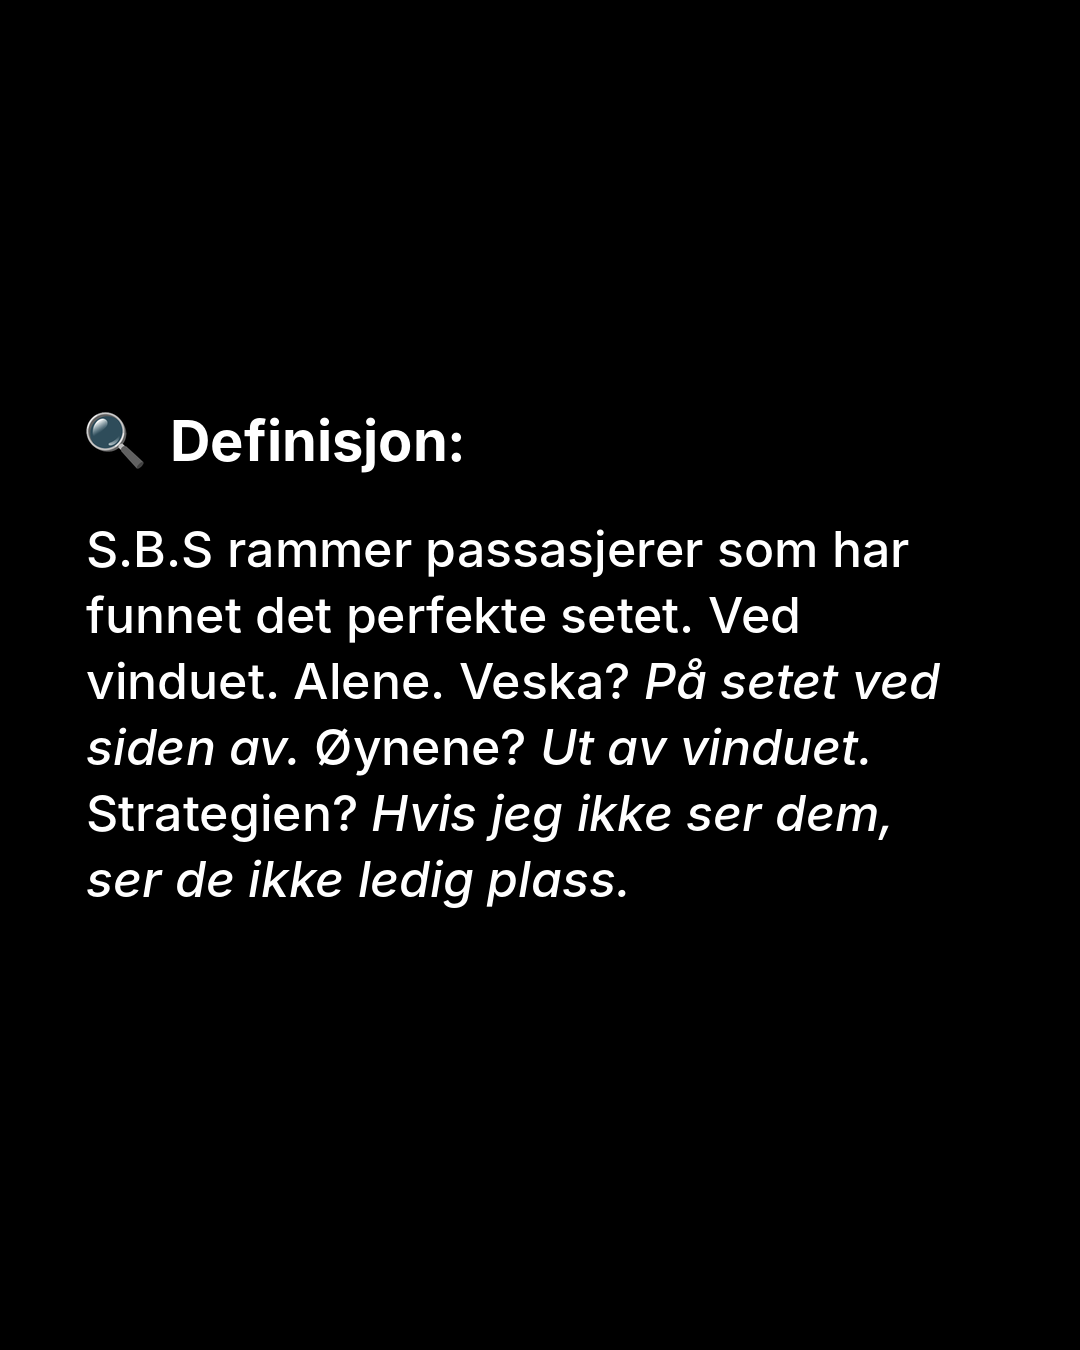 🔍 Definisjon:
S.B.S rammer passasjerer som har
funnet det perfekte setet. Ved
vinduet. Alene. Veska? På setet ved
siden av. Øynene? Ut av vinduet.
Strategien? Hvis jeg ikke ser dem,
ser de ikke ledig plass.